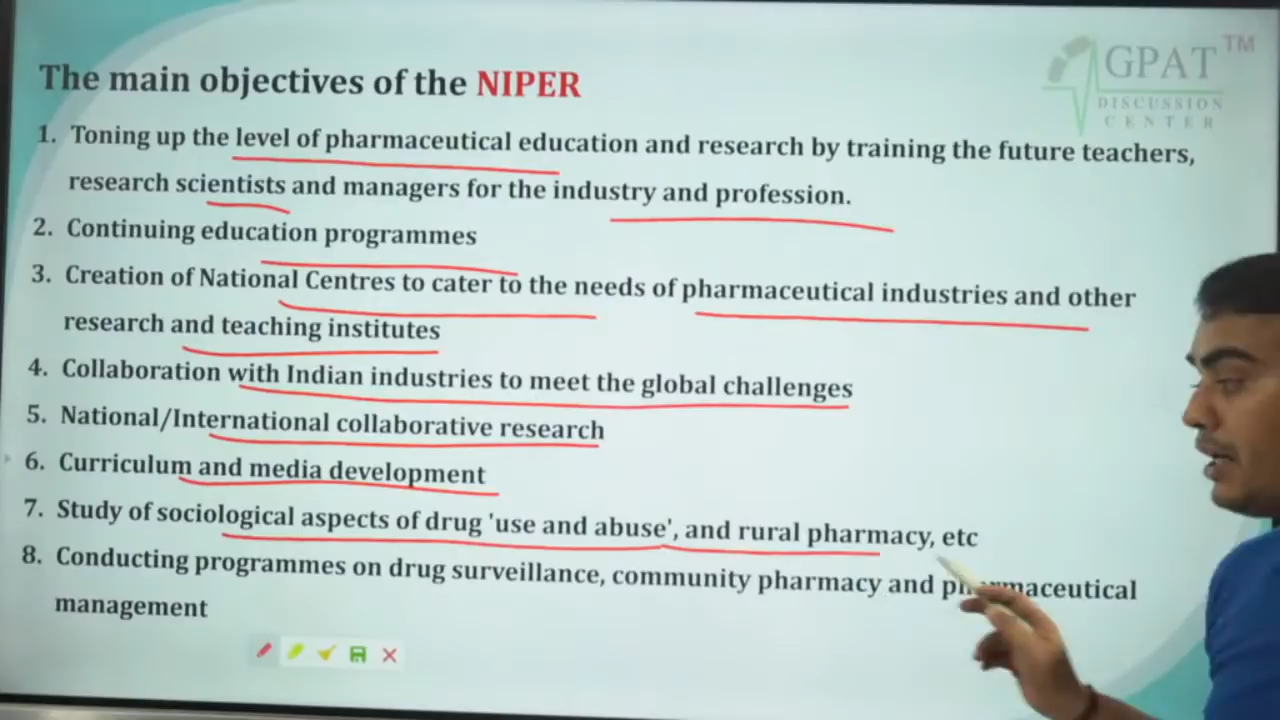 The main objectives of the NIPER
GPAT TM
DISCUSSION
CENTER
1. Toning up the level of pharmaceutical education and research by training the future teachers,
research scientists and managers for the industry and profession.
2. Continuing education programmes
3. Creation of National Centres to cater to the needs of pharmaceutical industries and other
research and teaching institutes
4. Collaboration with Indian industries to meet the global challenges
5. National/International collaborative research
6. Curriculum and media development
7. Study of sociological aspects of drug 'use and abuse', and rural pharmacy, etc
8. Conducting programmes on drug surveillance, community pharmacy and pharmaceutical
management